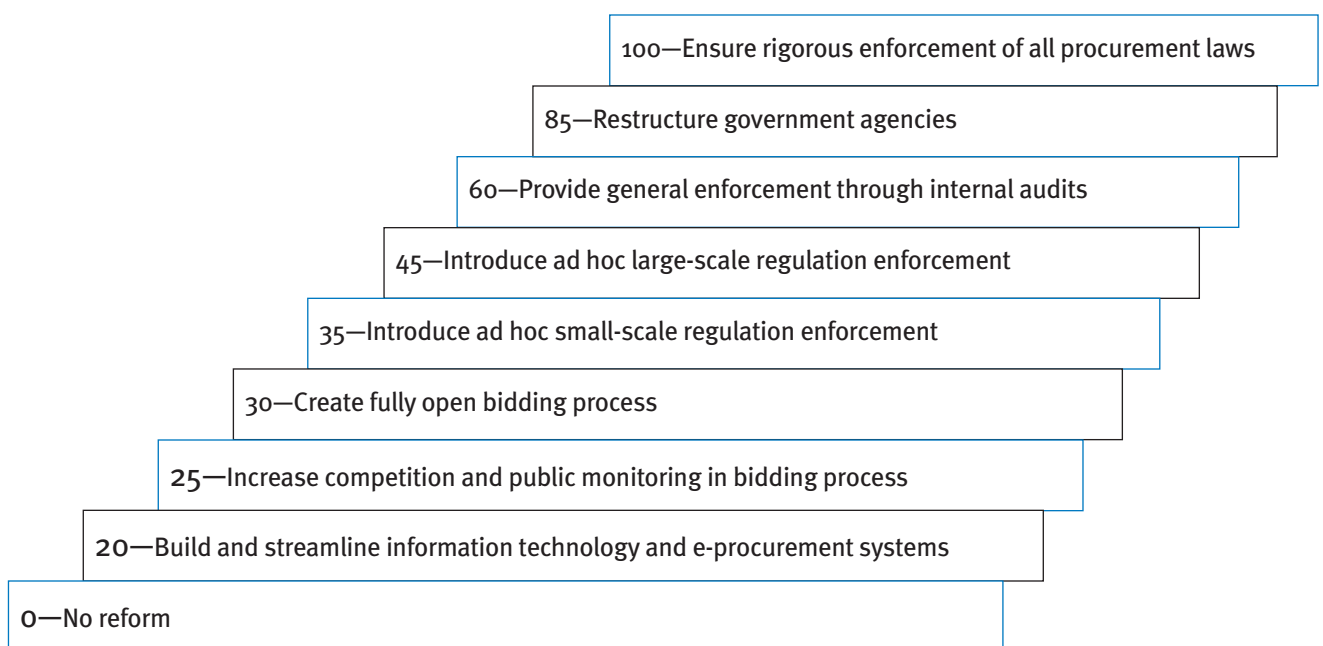 100—Ensure rigorous enforcement of all procurement laws
85—Restructure government agencies
60—Provide general enforcement through internal audits
45—Introduce ad hoc large-scale regulation enforcement
35—Introduce ad hoc small-scale regulation enforcement
30—Create fully open bidding process
25—Increase competition and public monitoring in bidding process
20—Build and streamline information technology and e-procurement systems
0—No reform